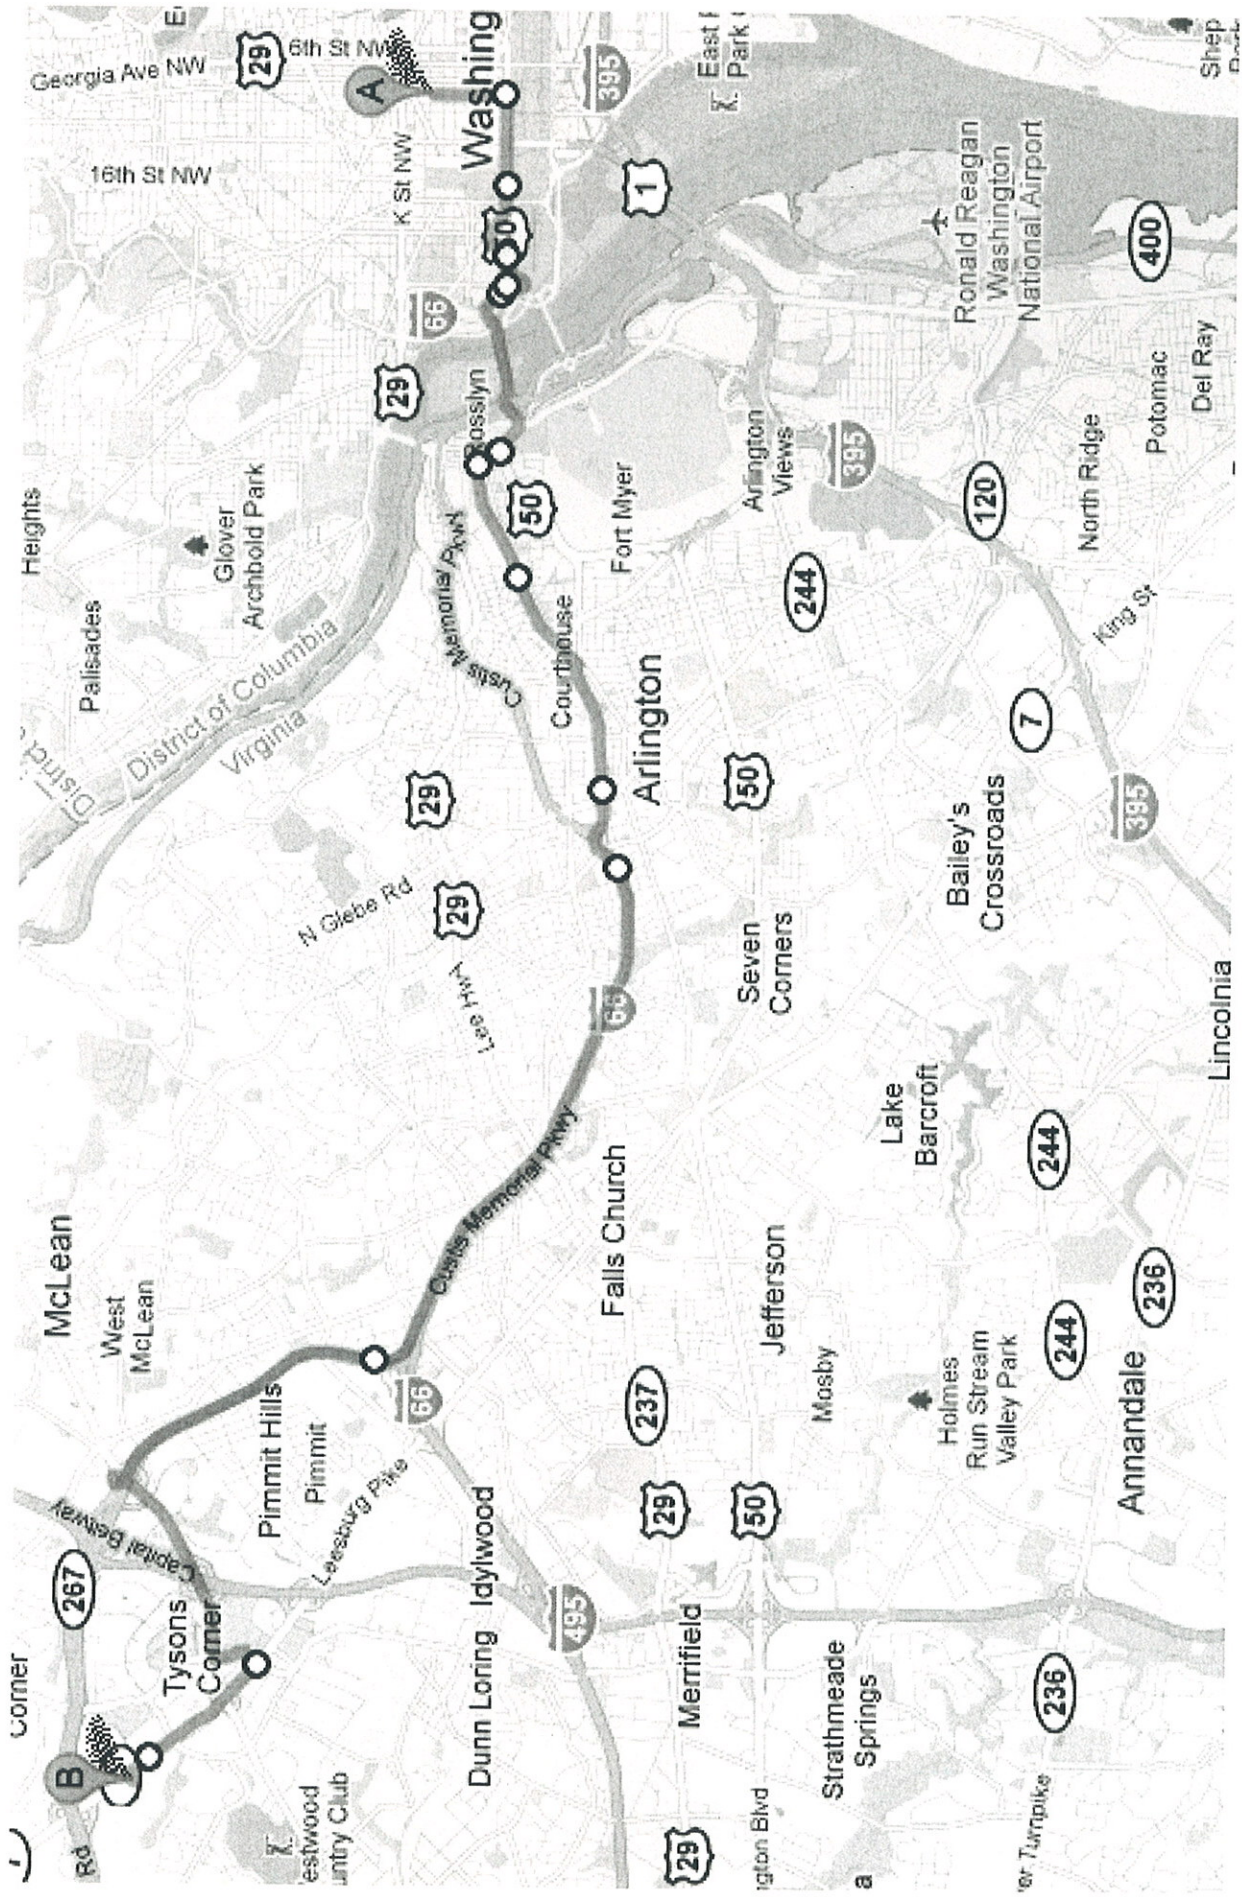 McLean
West
McLean
Heights
Palisades
Glover
Archbold Park
Georgia Ave NW
29
6th St NW
16th St NW
K St NW
A
Washing
Corner
267
Capital Beltway
Rd
B
Tysons
Corner
Pimmit Hills
Pimmit
Leesburg Pike
66
Custis Memorial Pkwy
Lee Hwy
N Glebe Rd
29
29
District of Columbia
Virginia
District
Custis Memorial Pkwy
29
66
Rosslyn
50
50
Courthouse
Arlington
Fort Myer
395
1
East
Park
estwood
untry Club
Dunn Loring
Idylwood
495
66
Falls Church
Seven
Corners
50
244
Arlington
Views
395
Ronald Reagan
Washington
National Airport
400
Shep
29
Merrifield
29
50
237
Jefferson
Mosby
Lake
Barcroft
Bailey's
Crossroads
7
King St
120
North Ridge
Potomac
Del Ray
ngton Blvd
Strathmeade
Springs
a
Holmes
Run Stream
Valley Park
Annandale
244
236
244
236
Lincolnia
395
er Turnpike